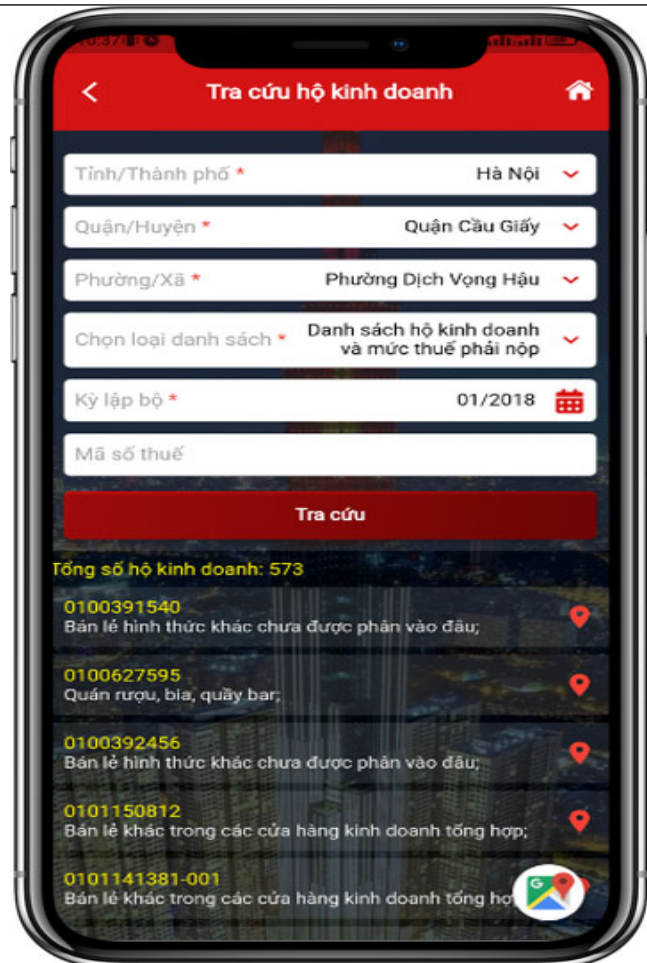 10:37
Tra cứu hộ kinh doanh
Tỉnh/Thành phố * Hà Nội
Quận/Huyện * Quận Cầu Giấy
Phường/Xã * Phường Dịch Vọng Hậu
Chọn loại danh sách * Danh sách hộ kinh doanh
và mức thuế phải nộp
Kỳ lập bộ * 01/2018
Mã số thuế
Tra cứu
Tổng số hộ kinh doanh: 573
0100391540
Bán lẻ hình thức khác chưa được phân vào đâu;
0100627595
Quán rượu, bia, quầy bar;
0100392456
Bán lẻ hình thức khác chưa được phân vào đâu;
0101150812
Bán lẻ khác trong các cửa hàng kinh doanh tổng hợp;
0101141381-001
Bán lẻ khác trong các cửa hàng kinh doanh tổng
G